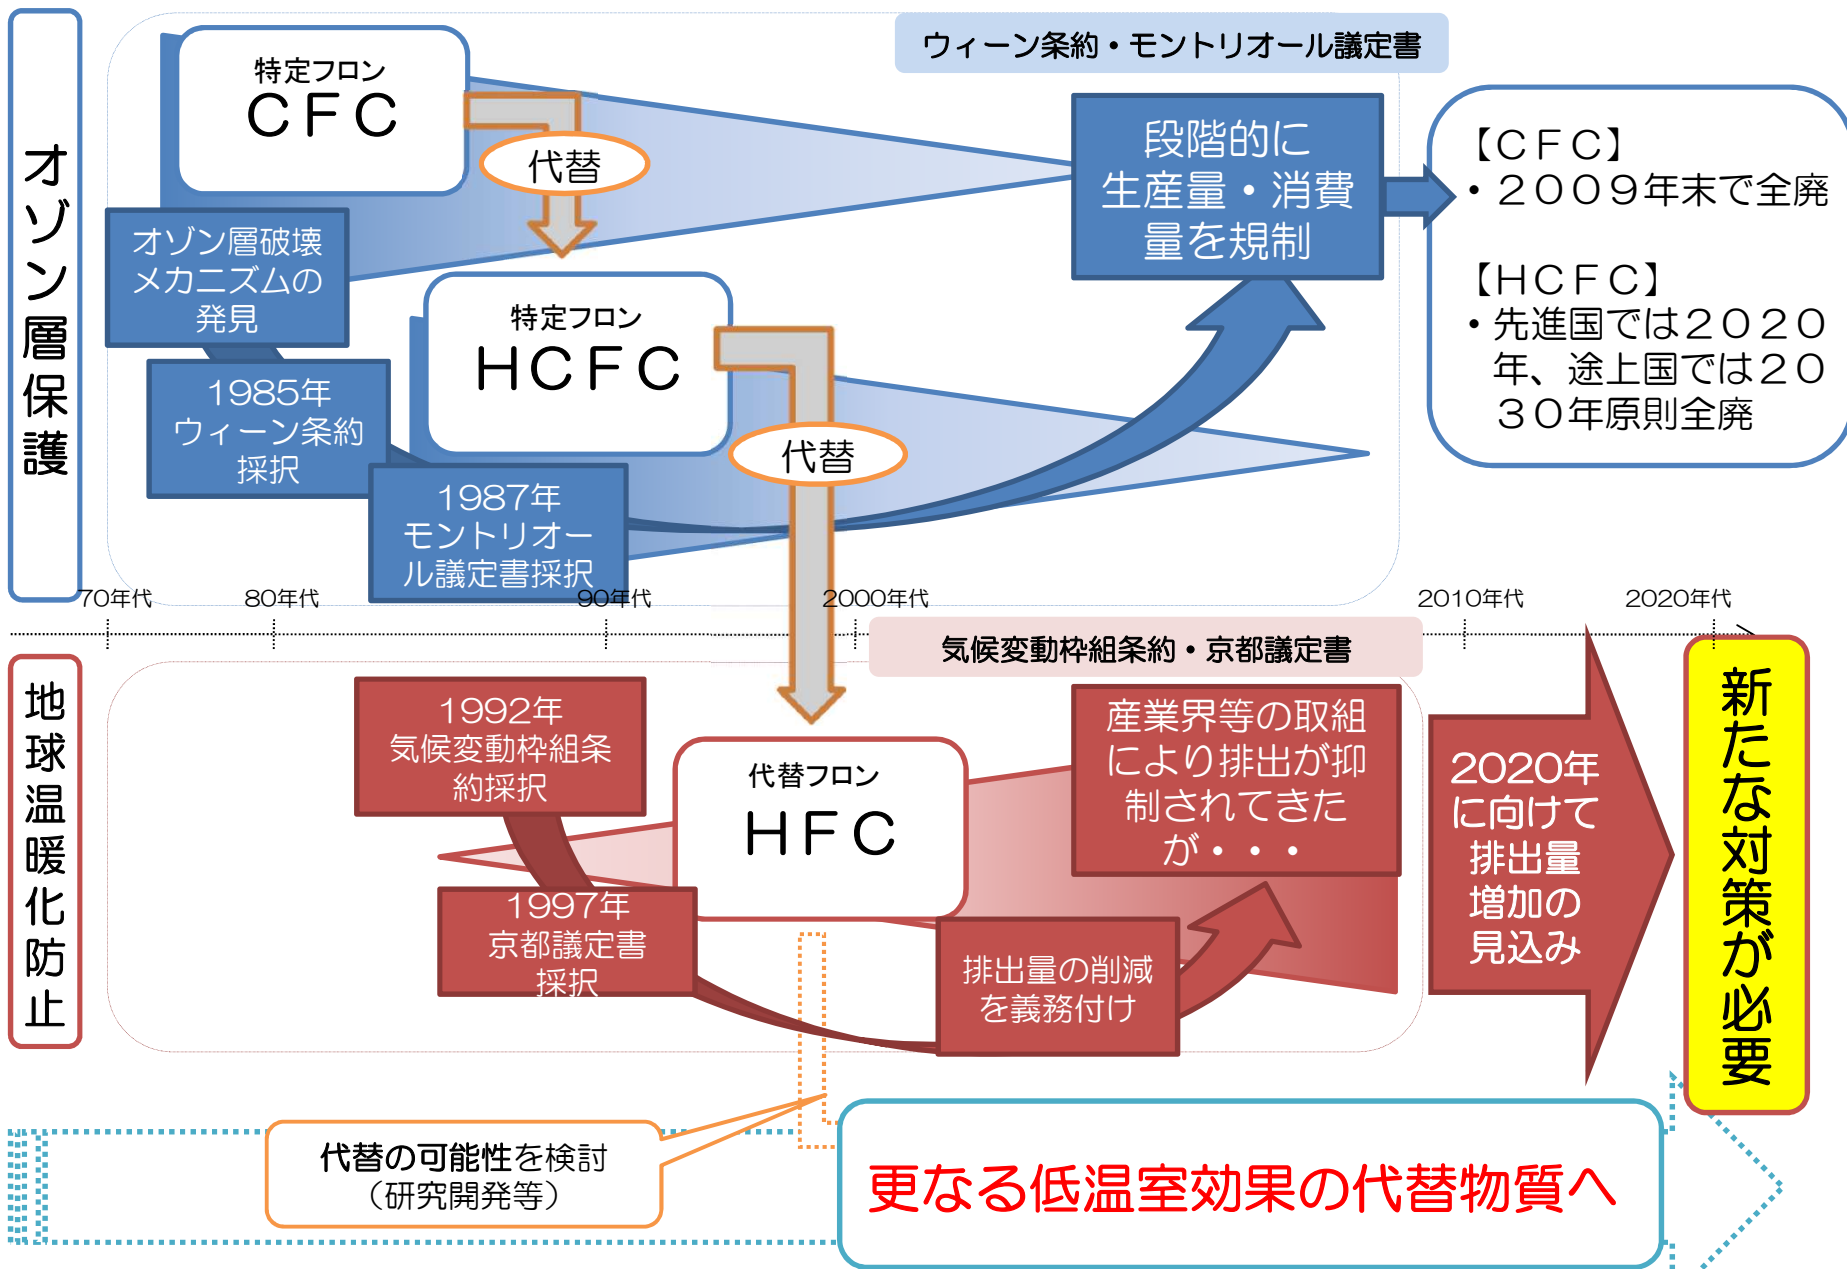 オゾン層保護
ウィーン条約・モントリオール議定書
特定フロン
ＣＦＣ
代替
段階的に
生産量・消費
量を規制
【ＣＦＣ】
・２００９年末で全廃
【ＨＣＦＣ】
・先進国では２０２０
年、途上国では２０
３０年原則全廃
オゾン層破壊
メカニズムの
発見
特定フロン
ＨＣＦＣ
代替
1985年
ウィーン条約
採択
1987年
モントリオー
ル議定書採択
70年代
80年代
90年代
2000年代
2010年代
2020年代
地球温暖化防止
気候変動枠組条約・京都議定書
1992年
気候変動枠組条
約採択
代替フロン
ＨＦＣ
産業界等の取組
により排出が抑
制されてきた
が・・・
1997年
京都議定書
採択
排出量の削減
を義務付け
2020年
に向けて
排出量
増加の
見込み
新たな対策が必要
代替の可能性を検討
（研究開発等）
更なる低温室効果の代替物質へ